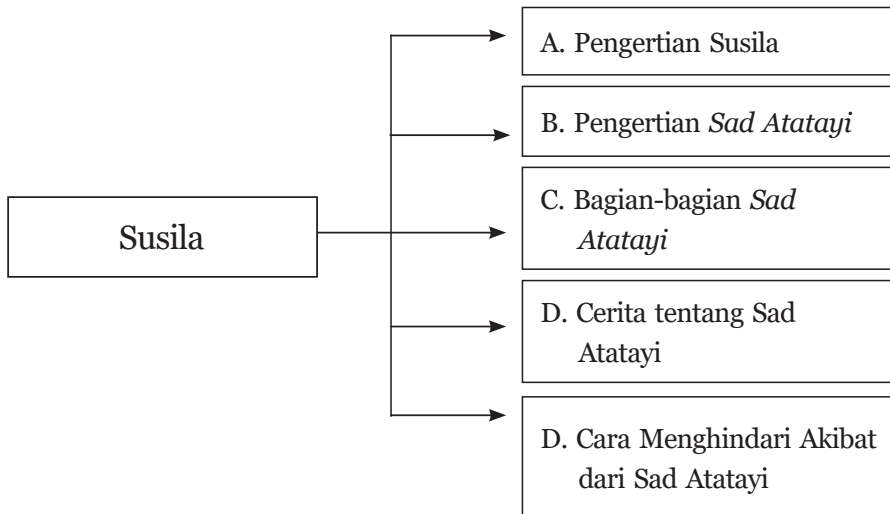 Susila
A. Pengertian Susila
B. Pengertian Sad Atatayi
C. Bagian-bagian Sad
Atatayi
D. Cerita tentang Sad
Atatayi
D. Cara Menghindari Akibat
dari Sad Atatayi